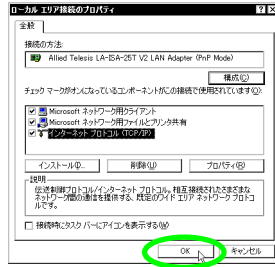 ローカル エリア接続のプロパティ
全般
接続の方法:
Allied Telesis LA-ISA-25T V2 LAN Adapter (PnP Mode)
構成(C)
チェック マークがオンになっているコンポーネントがこの接続で使用されています(O):
Microsoft ネットワーク用クライアント
Microsoft ネットワーク用ファイルとプリンタ共有
インターネット プロトコル (TCP/IP)
インストール(I)...
削除(U)
プロパティ(R)
説明
伝送制御プロトコル/インターネット プロトコル。相互接続されたさまざまな
ネットワーク間の通信を提供する、既定のワイド エリア ネットワーク プロトコ
ルです。
接続時にタスク バーにアイコンを表示する(W)
OK
キャンセル